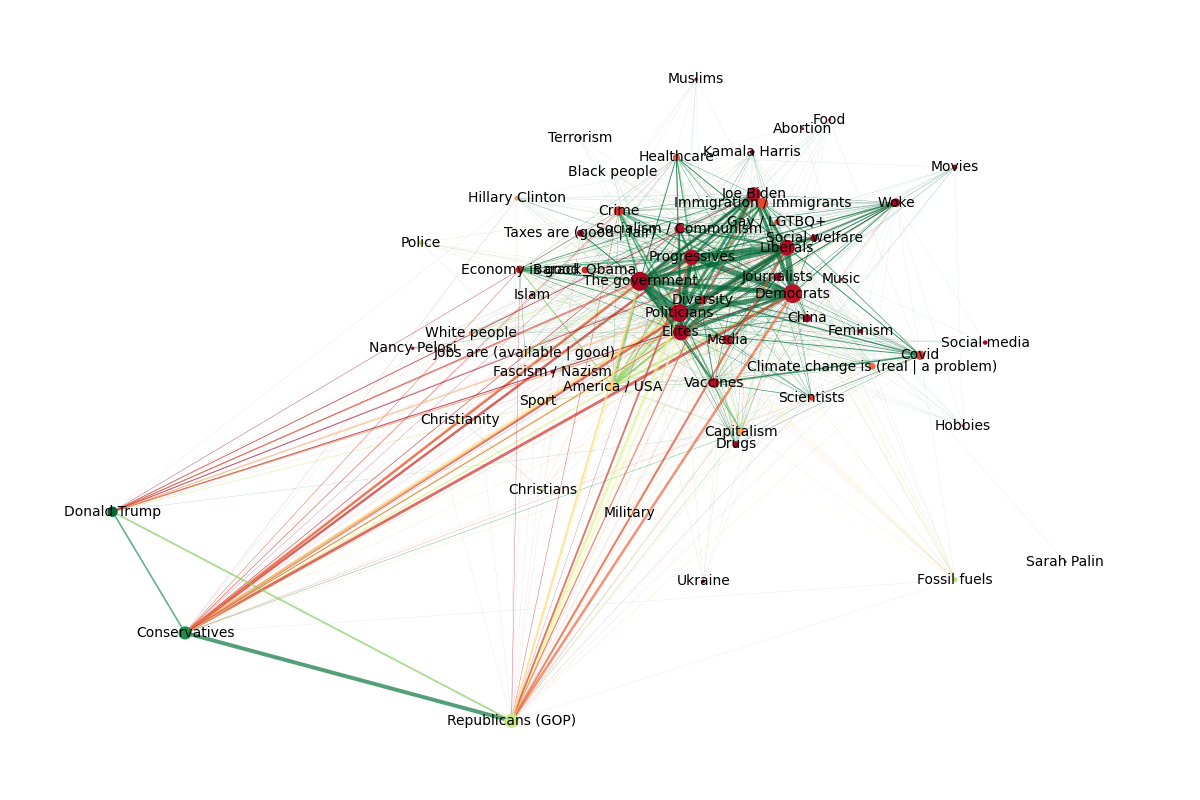 Muslims
Food
Abortion
Terrorism
Kamala Harris
Healthcare
Movies
Black people
Joe Biden
Hillary Clinton
Immigration / Immigrants
Woke
Crime
Gay / LGTBQ+
Socialism / Communism
Taxes are (good | fair)
Social welfare
Police
Liberals
Progressives
Economy is good
Barack Obama
Journalists
Music
The government
Islam
Democrats
Diversity
Politicians
China
White people
Elites
Feminism
Media
Social media
Nancy Pelosi
Jobs are (available | good)
Covid
Climate change is (real | a problem)
Fascism / Nazism
America / USA
Vaccines
Scientists
Sport
Christianity
Hobbies
Capitalism
Drugs
Christians
Donald Trump
Military
Sarah Palin
Ukraine
Fossil fuels
Conservatives
Republicans (GOP)